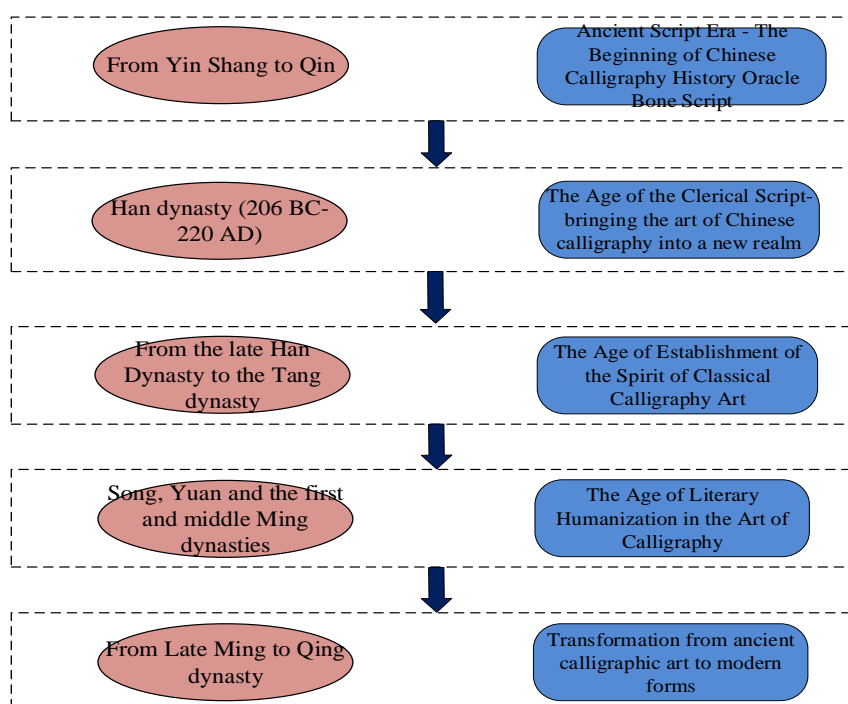 From Yin Shang to Qin
Ancient Script Era - The
Beginning of Chinese
Calligraphy History Oracle
Bone Script
Han dynasty (206 BC-
220 AD)
The Age of the Clerical Script-
bringing the art of Chinese
calligraphy into a new realm
From the late Han
Dynasty to the Tang
dynasty
The Age of Establishment of
the Spirit of Classical
Calligraphy Art
Song, Yuan and the first
and middle Ming
dynasties
The Age of Literary
Humanization in the Art of
Calligraphy
From Late Ming to Qing
dynasty
Transformation from ancient
calligraphic art to modern
forms